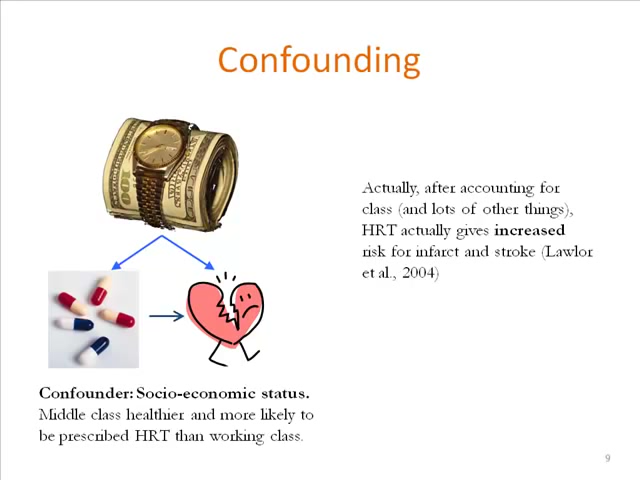 Confounding
Actually, after accounting for
class (and lots of other things),
HRT actually gives increased
risk for infarct and stroke (Lawlor
et al., 2004)
Confounder: Socio-economic status.
Middle class healthier and more likely to
be prescribed HRT than working class.
9